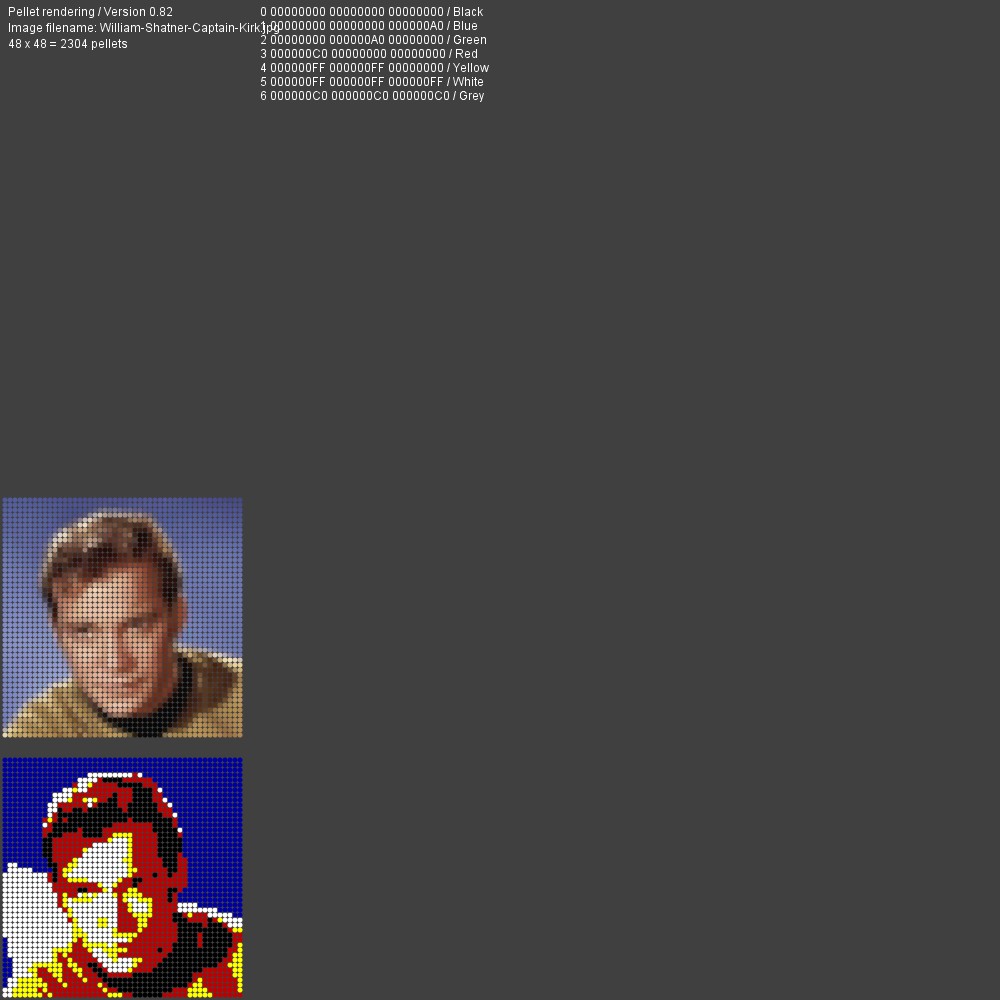 Pellet rendering / Version 0.82
Image filename: William-Shatner-Captain-Kirk.jpg
48 x 48 = 2304 pellets
0 00000000 00000000 00000000 / Black
1 00000000 00000000 000000A0 / Blue
2 00000000 000000A0 00000000 / Green
3 000000C0 00000000 00000000 / Red
4 000000FF 000000FF 00000000 / Yellow
5 000000FF 000000FF 000000FF / White
6 000000C0 000000C0 000000C0 / Grey